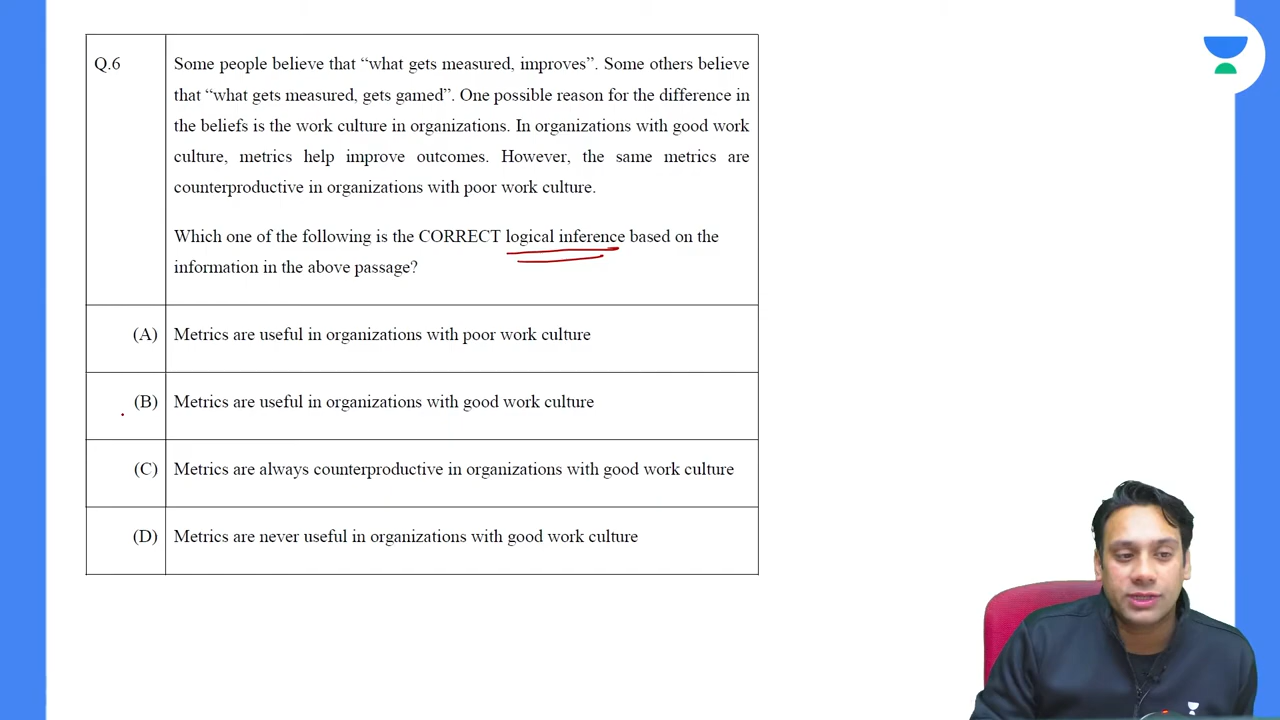 Q.6
Some people believe that “what gets measured, improves”. Some others believe
that “what gets measured, gets gamed”. One possible reason for the difference in
the beliefs is the work culture in organizations. In organizations with good work
culture, metrics help improve outcomes. However, the same metrics are
counterproductive in organizations with poor work culture.
Which one of the following is the CORRECT logical inference based on the
information in the above passage?
(A) Metrics are useful in organizations with poor work culture
(B) Metrics are useful in organizations with good work culture
(C) Metrics are always counterproductive in organizations with good work culture
(D) Metrics are never useful in organizations with good work culture